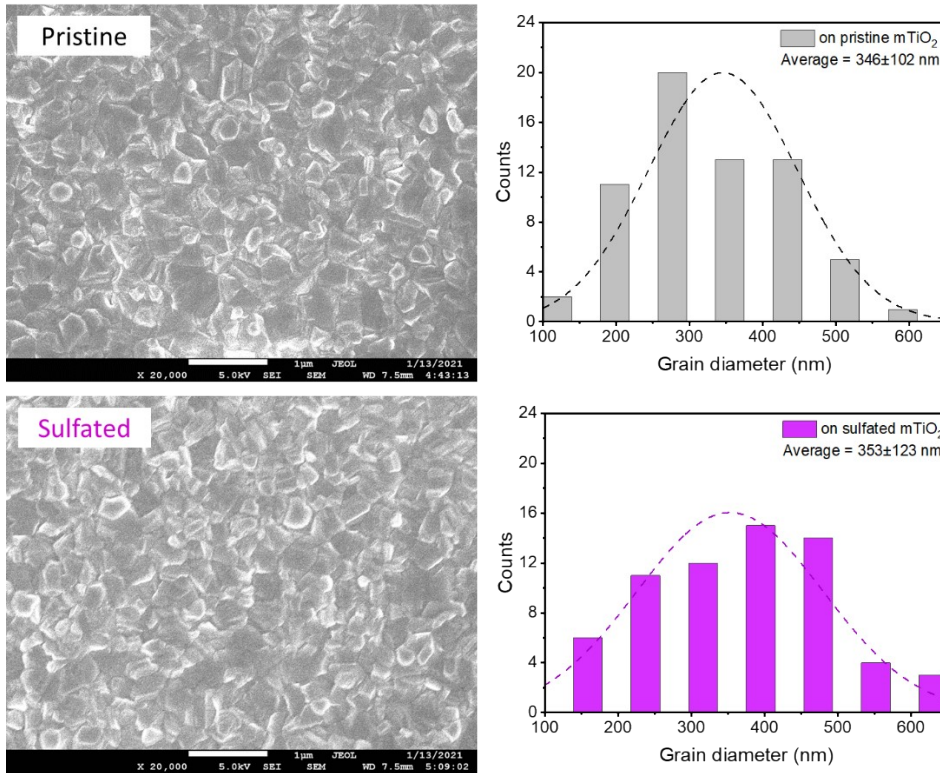 Pristine
1μm JEOL 1/13/2021
X 20,000 5.0kV SEI SEM WD 7.5mm 4:43:13
24
20
16
12
8
4
0
Counts
on pristine mTiO₂
Average = 346±102 nm
100 200 300 400 500 600
Grain diameter (nm)
Sulfated
1μm JEOL 1/13/2021
X 20,000 5.0kV SEI SEM WD 7.5mm 5:09:02
24
20
16
12
8
4
0
Counts
on sulfated mTiO₂
Average = 353±123 nm
100 200 300 400 500 600
Grain diameter (nm)